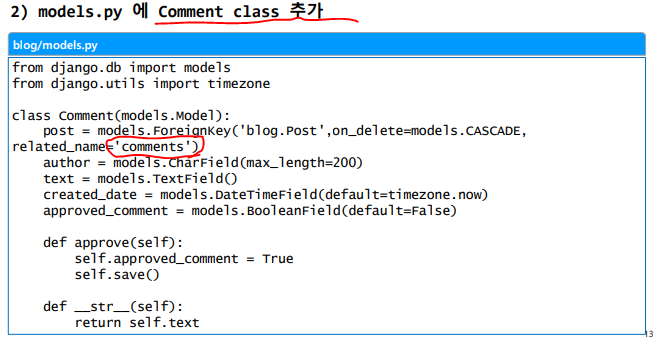 2) models.py 에 Comment class 추가
blog/models.py
from django.db import models
from django.utils import timezone
class Comment(models.Model):
post = models.ForeignKey('blog.Post',on_delete=models.CASCADE,
related_name='comments')
author = models.CharField(max_length=200)
text = models.TextField()
created_date = models.DateTimeField(default=timezone.now)
approved_comment = models.BooleanField(default=False)
def approve(self):
self.approved_comment = True
self.save()
def __str__(self):
return self.text
13